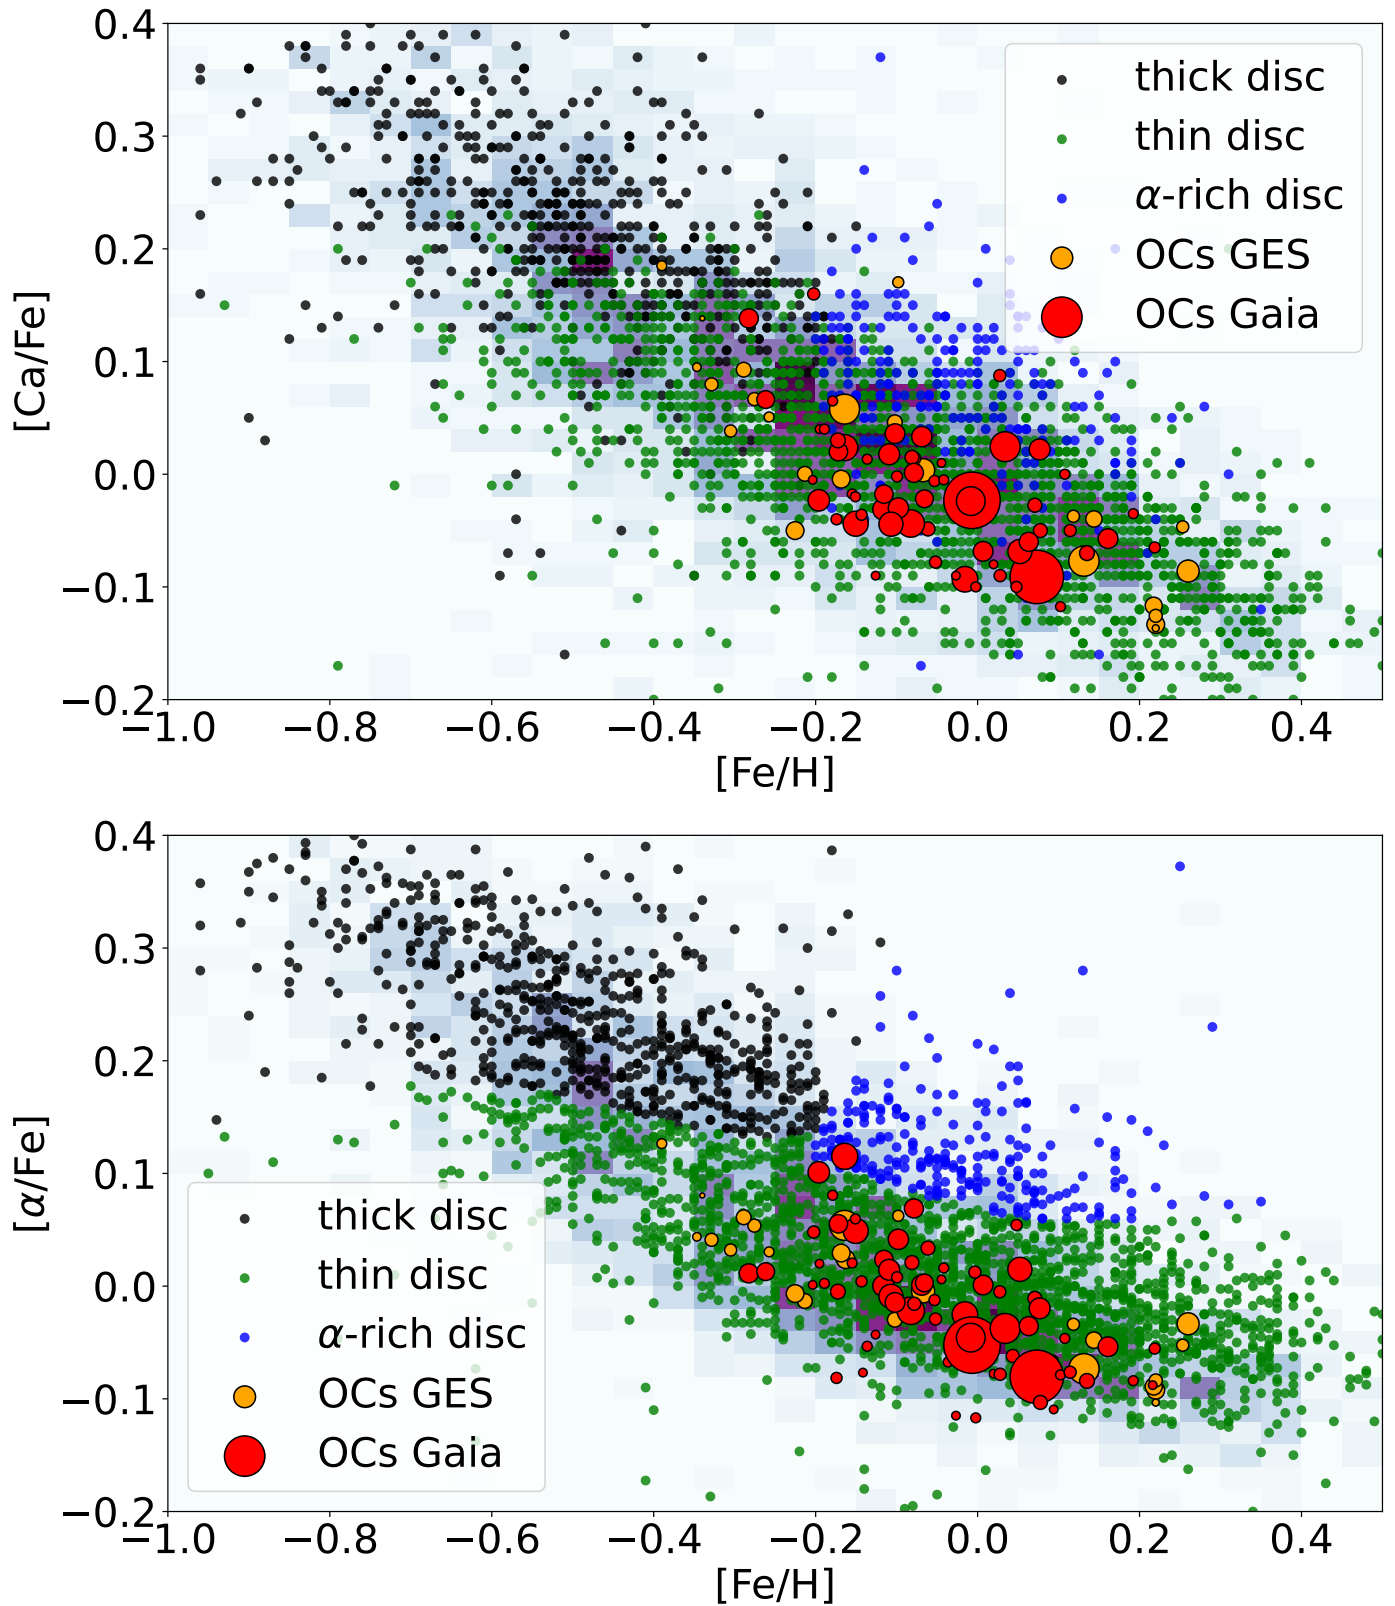 0.4
0.3
0.2
0.1
0.0
−0.1
−0.2
[Ca/Fe]
thick disc
thin disc
α-rich disc
OCs GES
OCs Gaia
−1.0 −0.8 −0.6 −0.4 −0.2 0.0 0.2 0.4
[Fe/H]
0.4
0.3
0.2
0.1
0.0
−0.1
−0.2
[α/Fe]
thick disc
thin disc
α-rich disc
OCs GES
OCs Gaia
−1.0 −0.8 −0.6 −0.4 −0.2 0.0 0.2 0.4
[Fe/H]